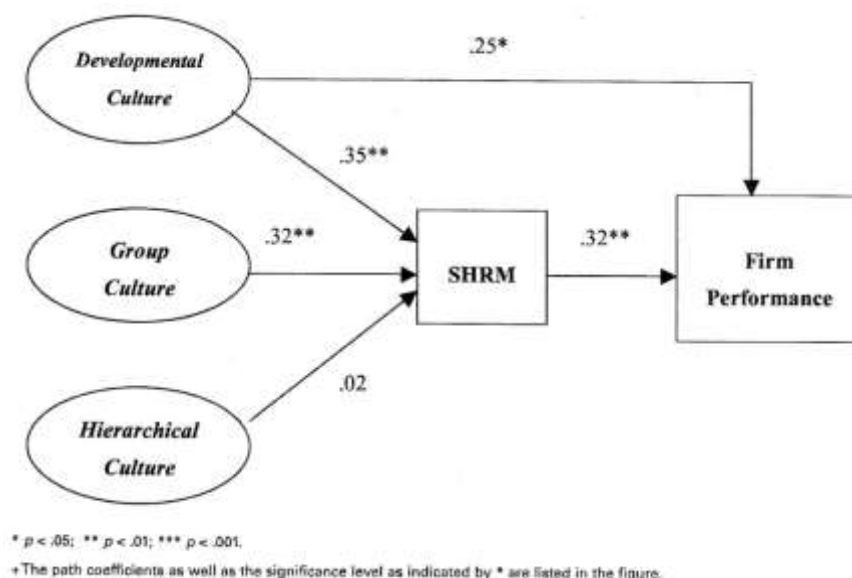 Developmental
Culture
.25*
.35**
Group
Culture
.32**
SHRM
.32**
Firm
Performance
.02
Hierarchical
Culture
* p < .05; ** p < .01; *** p < .001.
+The path coefficients as well as the significance level as indicated by * are listed in the figure.